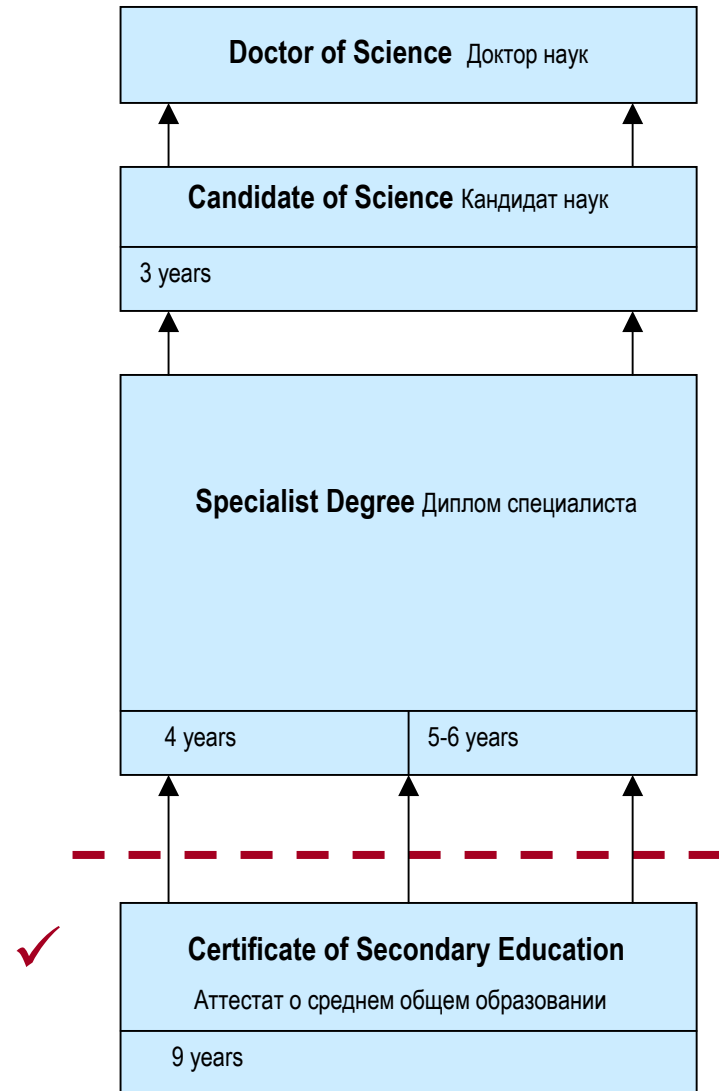 Doctor of Science Доктор наук
Candidate of Science Кандидат наук
3 years
Specialist Degree Диплом специалиста
4 years
5-6 years
Certificate of Secondary Education
Аттестат о среднем общем образовании
9 years